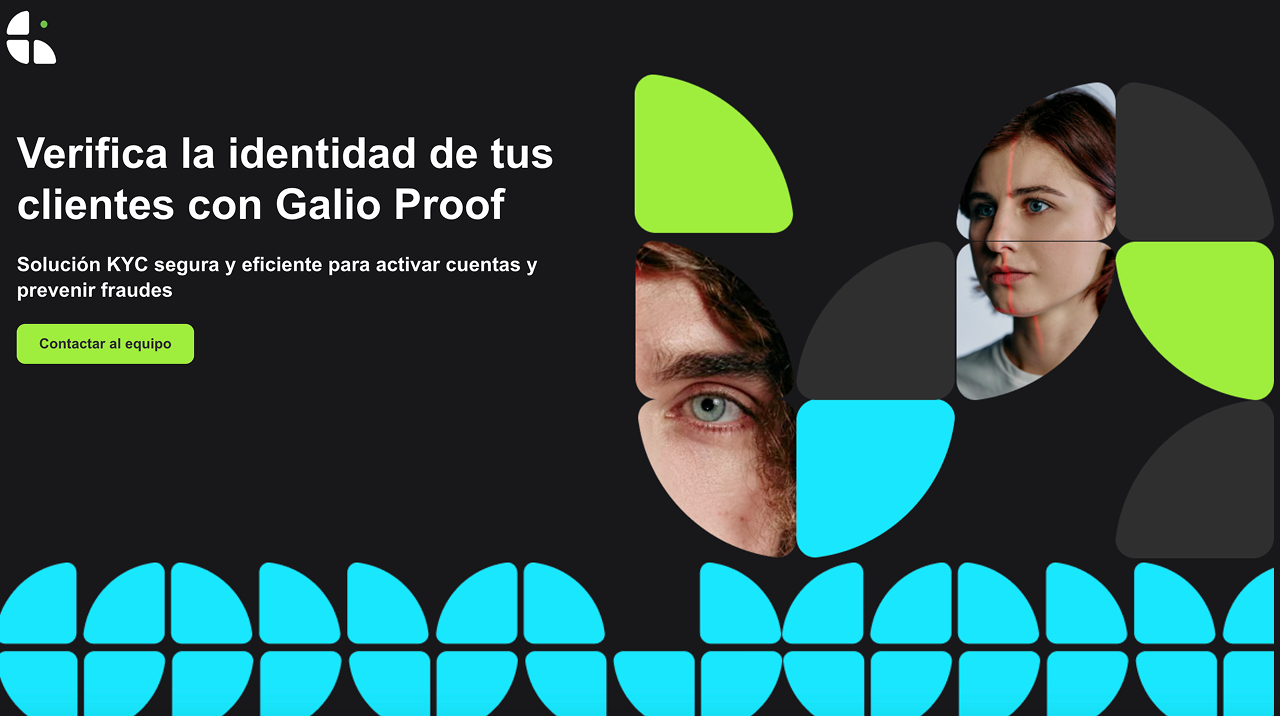 Verifica la identidad de tus
clientes con Galio Proof
Solución KYC segura y eficiente para activar cuentas y
prevenir fraudes
Contactar al equipo